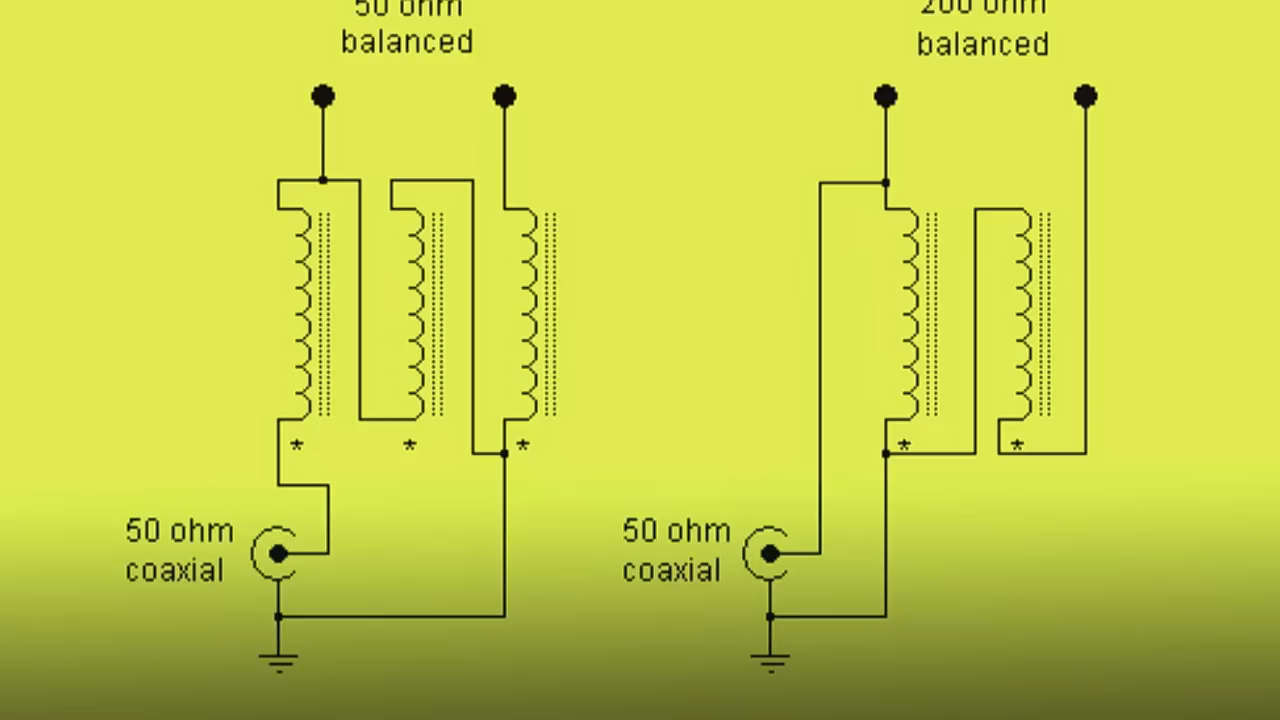 50 ohm
balanced
200 ohm
balanced
* * *
* *
50 ohm
coaxial
50 ohm
coaxial